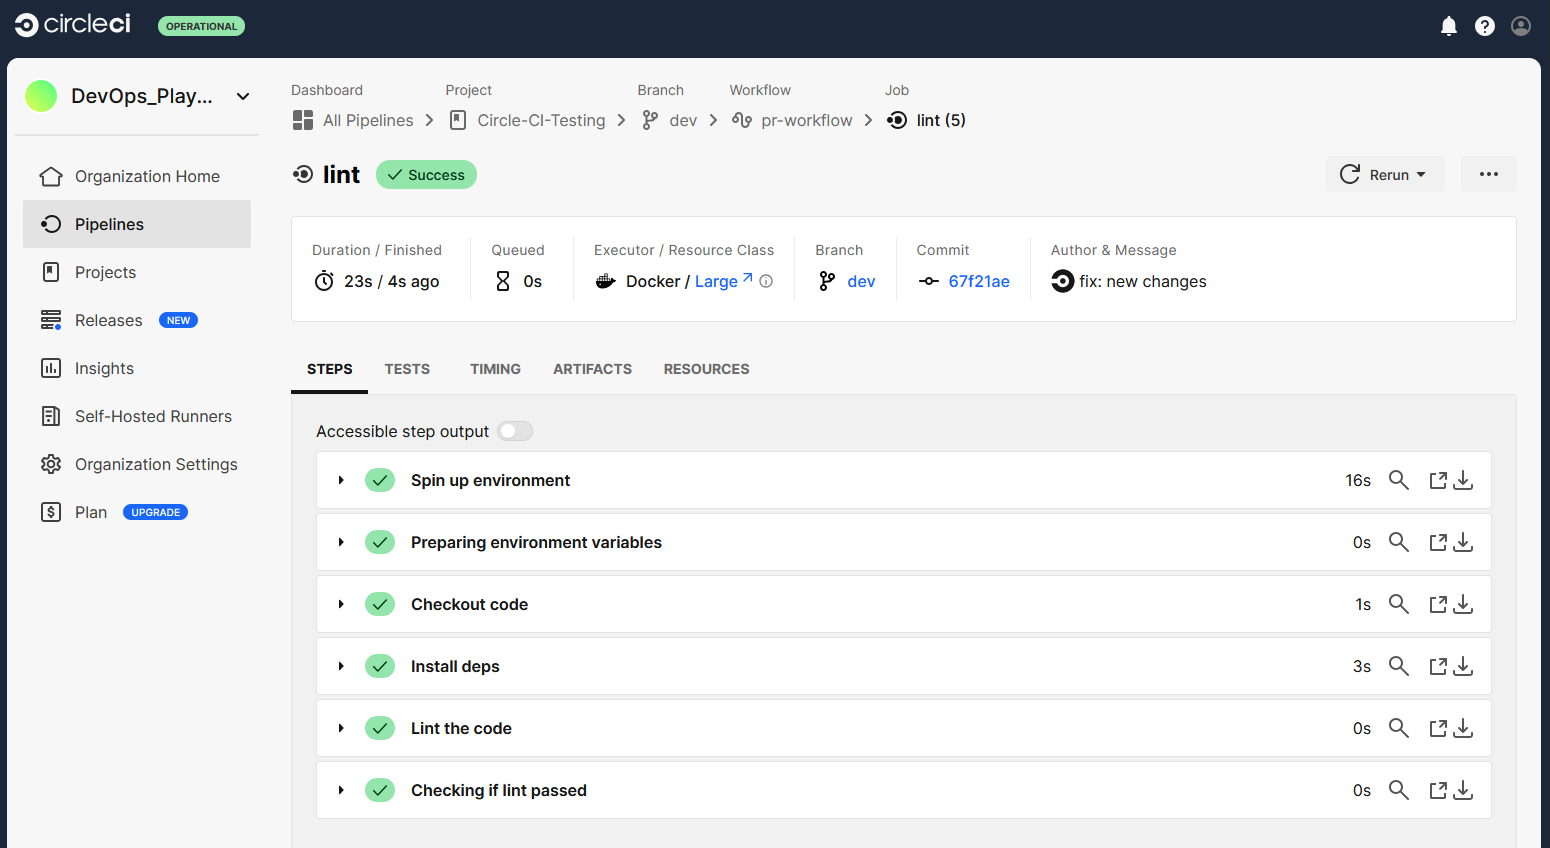 circleci
OPERATIONAL
DevOps_Play...
Dashboard
Project
Branch
Workflow
Job
All Pipelines
Circle-CI-Testing
dev
pr-workflow
lint (5)
Organization Home
Pipelines
Projects
Releases NEW
Insights
Self-Hosted Runners
Organization Settings
Plan UPGRADE
lint Success
Rerun
Duration / Finished
23s / 4s ago
Queued
0s
Executor / Resource Class
Docker / Large
Branch
dev
Commit
67f21ae
Author & Message
fix: new changes
STEPS TESTS TIMING ARTIFACTS RESOURCES
Accessible step output
Spin up environment 16s
Preparing environment variables 0s
Checkout code 1s
Install deps 3s
Lint the code 0s
Checking if lint passed 0s